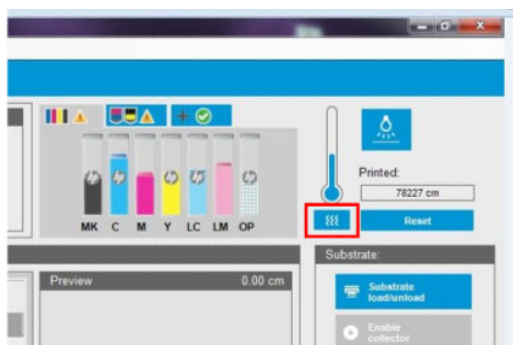 Printed:
78227 cm
Reset
MK C M Y LC LM OP
Substrate:
Preview 0.00 cm
Substrate
load/unload
Enable
collector